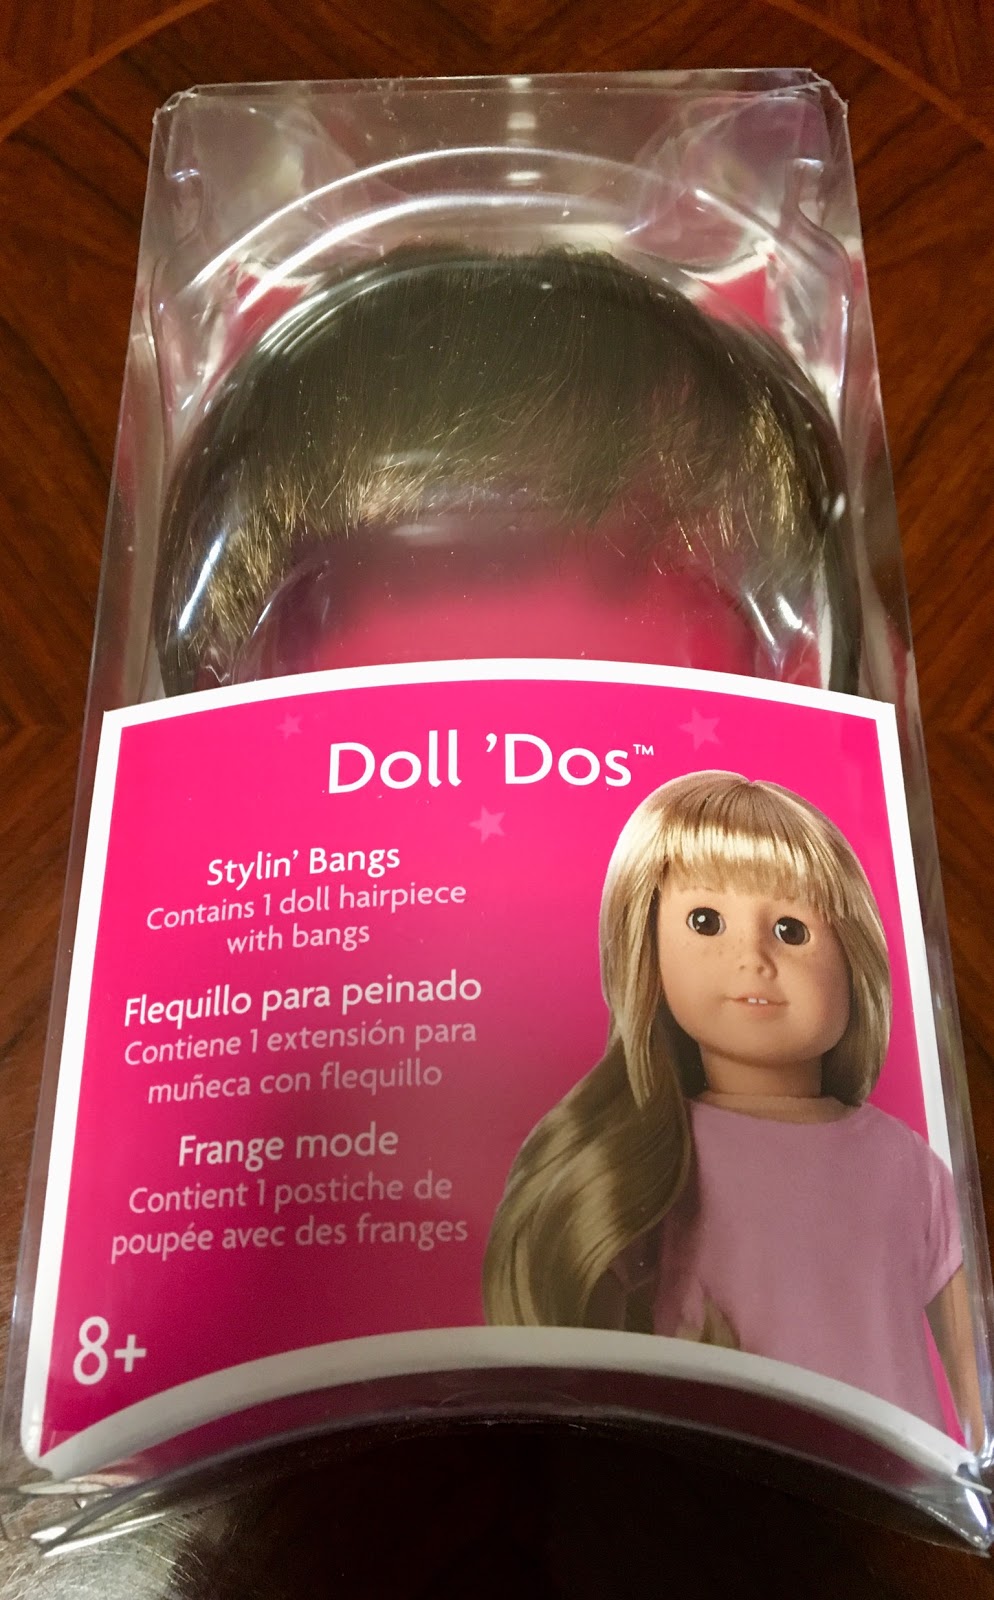 Doll ’Dos™
Stylin’ Bangs
Contains 1 doll hairpiece
with bangs
Flequillo para peinado
Contiene 1 extensión para
muñeca con flequillo
Frange mode
Contient 1 postiche de
poupée avec des franges
8+